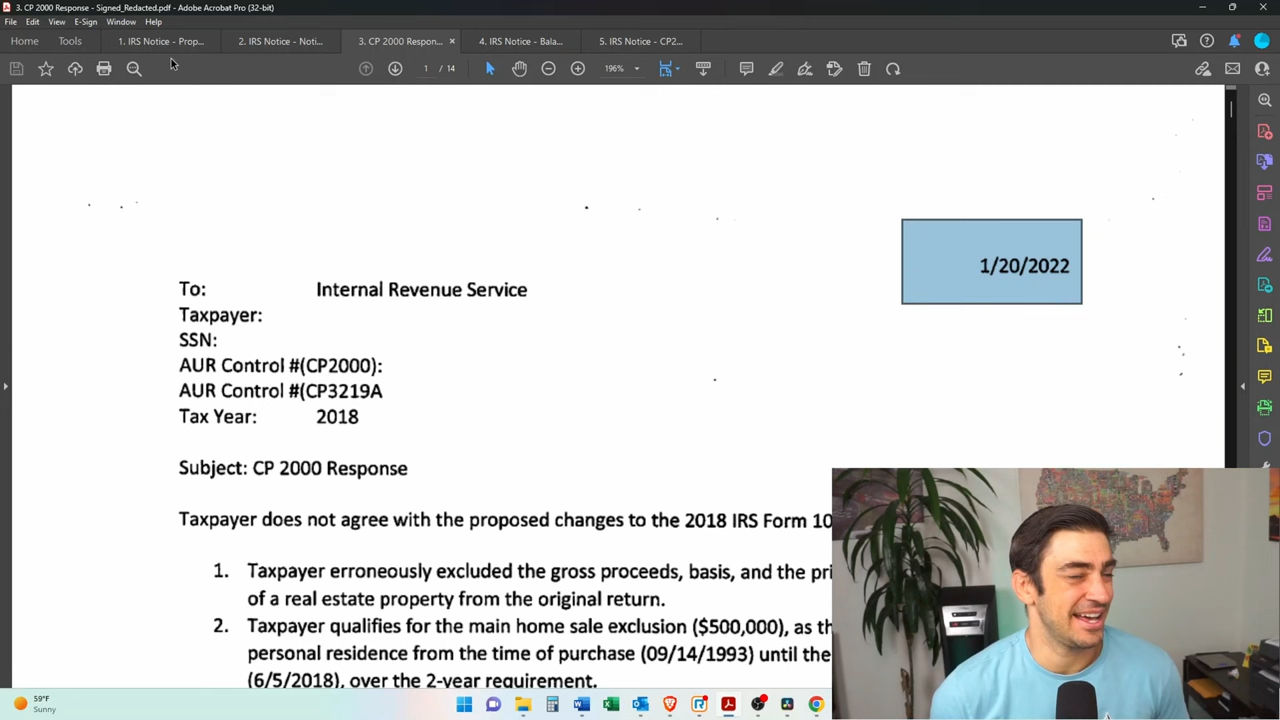 3. CP 2000 Response - Signed_Redacted.pdf - Adobe Acrobat Pro (32-bit)
File Edit View E-Sign Window Help
Home Tools 1. IRS Notice - Prop... 2. IRS Notice - Noti... 3. CP 2000 Respon... × 4. IRS Notice - Bala... 5. IRS Notice - CP2...
1 / 14 196%
1/20/2022
To: Internal Revenue Service
Taxpayer:
SSN:
AUR Control #(CP2000):
AUR Control #(CP3219A
Tax Year: 2018
Subject: CP 2000 Response
Taxpayer does not agree with the proposed changes to the 2018 IRS Form 10
1. Taxpayer erroneously excluded the gross proceeds, basis, and the pri
of a real estate property from the original return.
2. Taxpayer qualifies for the main home sale exclusion ($500,000), as th
personal residence from the time of purchase (09/14/1993) until the
(6/5/2018), over the 2-year requirement.
59°F
Sunny